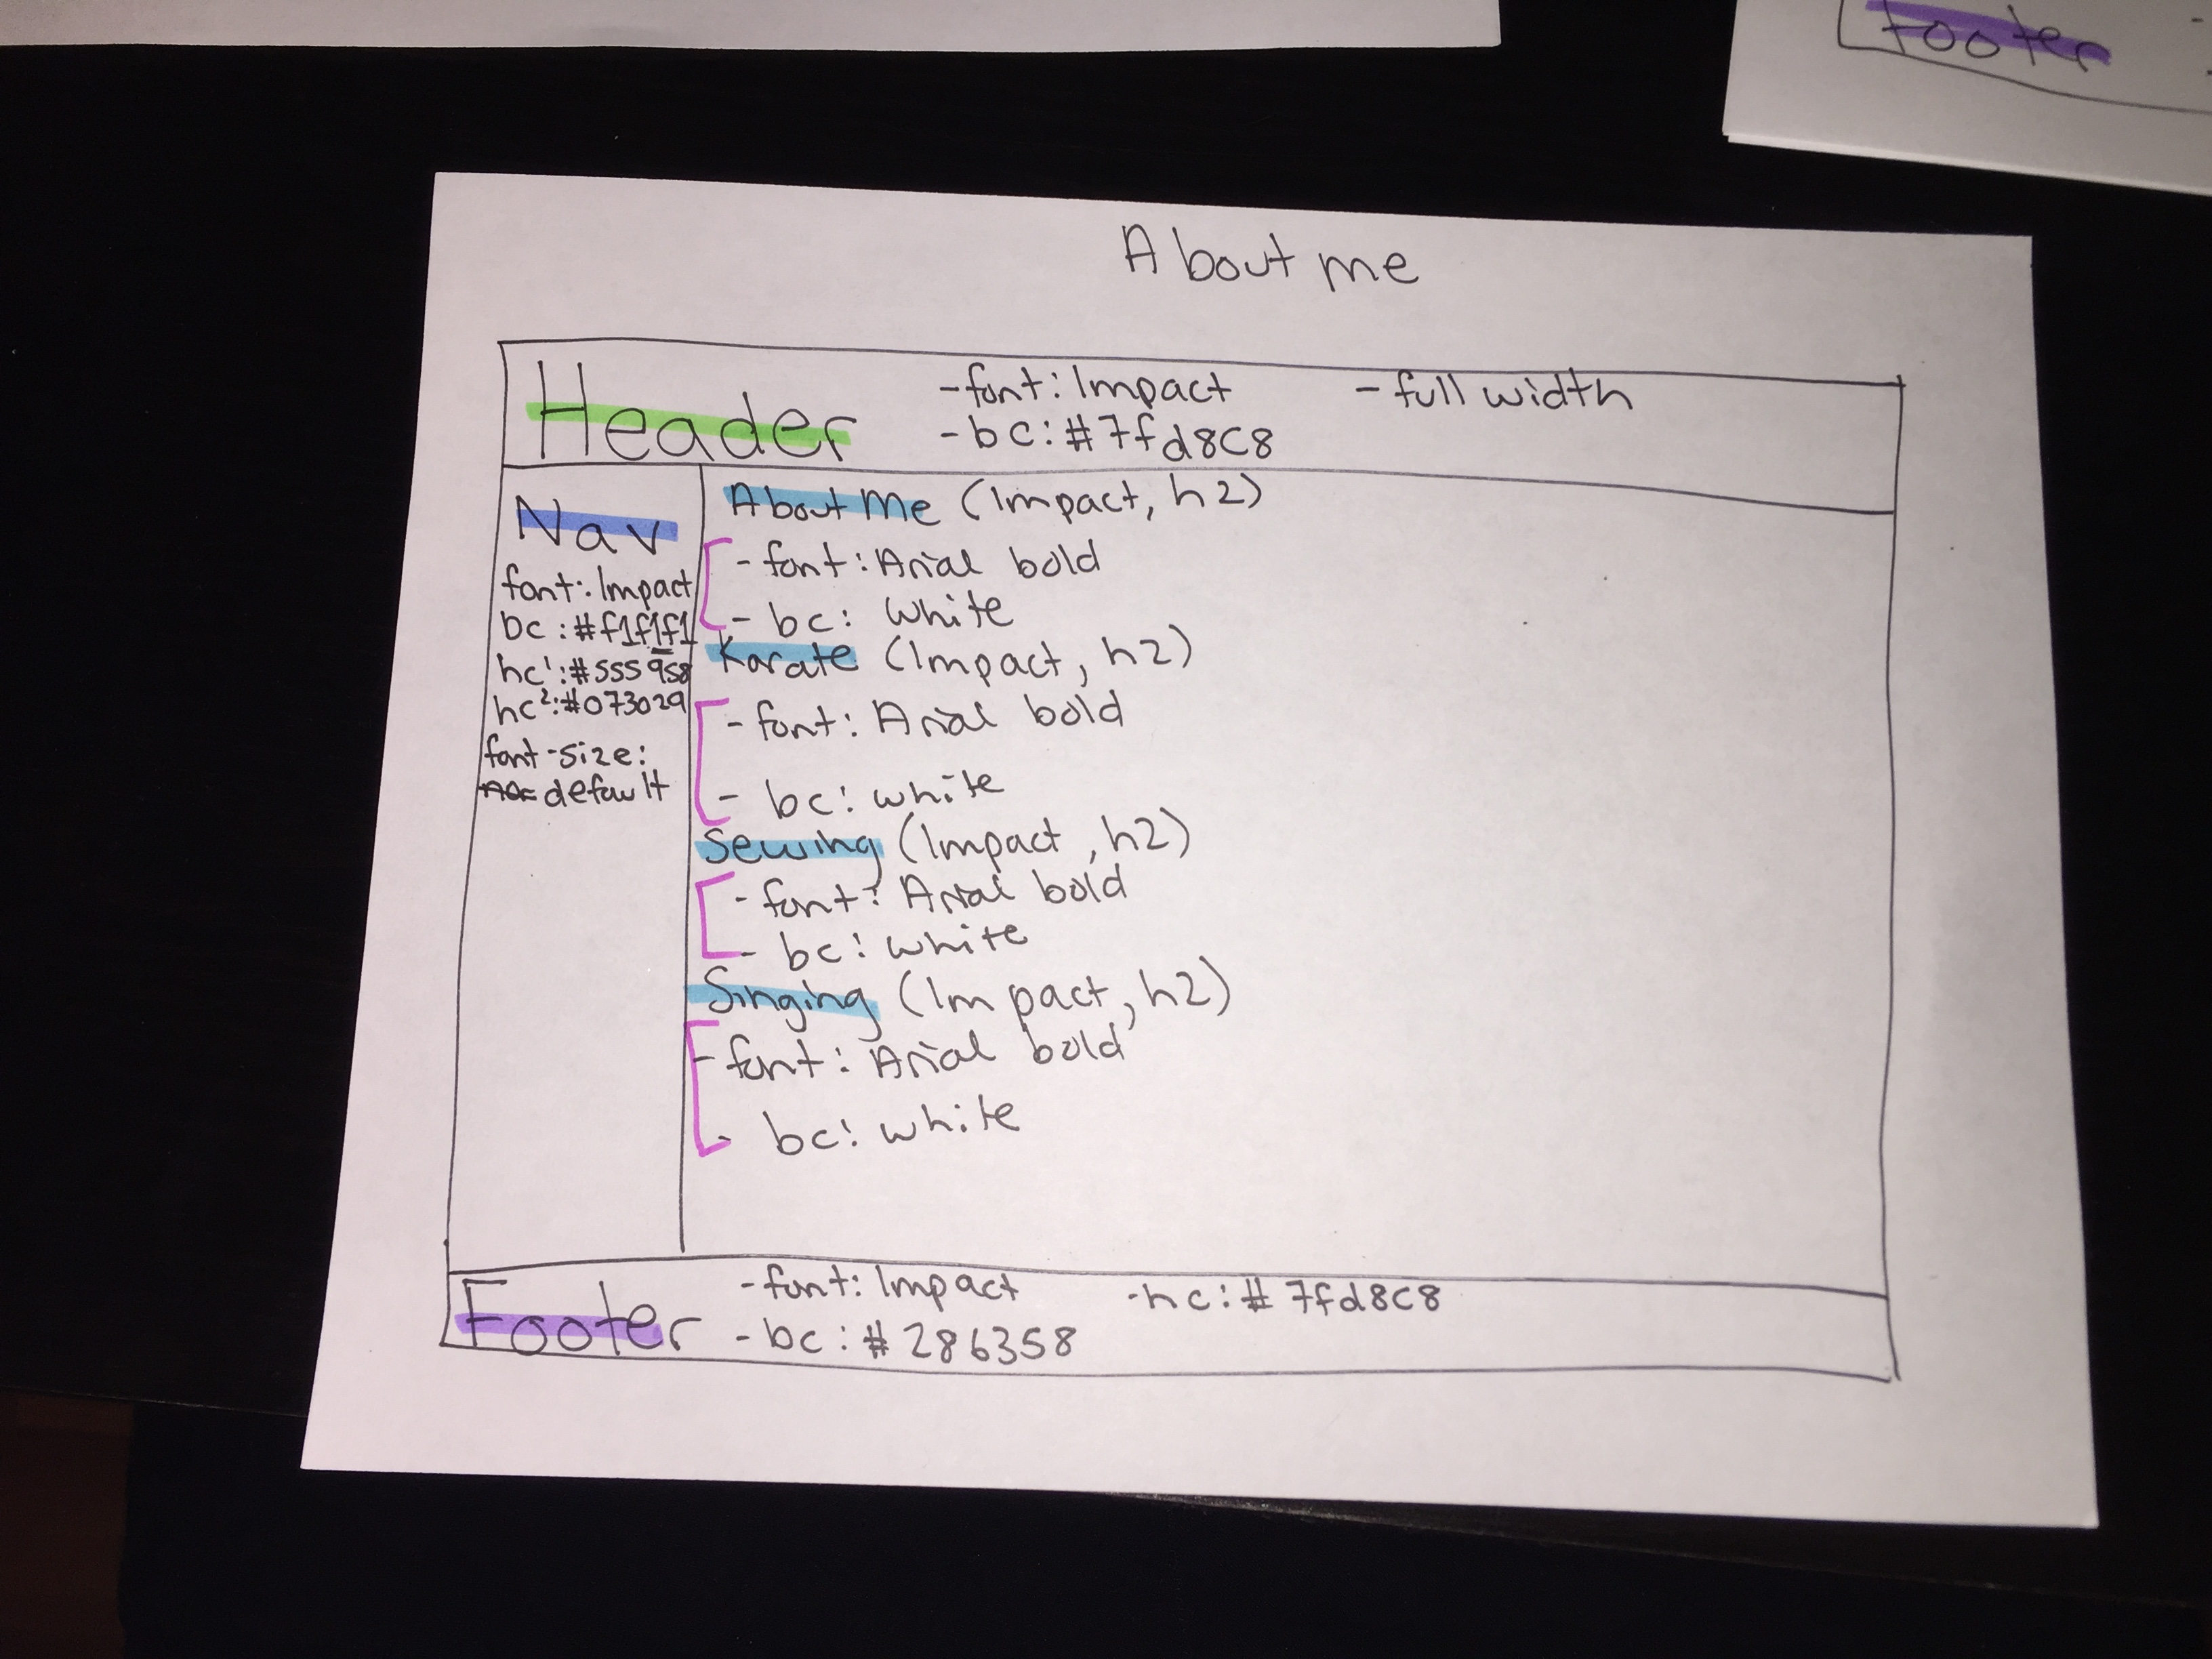 Footer
About me
Header
-font: Impact
-bc: #7fd8c8
-full width
Nav
font: Impact
bc: #f1f1f1
hc1: #555958
hc2: #073029
font-size:
default
About Me (Impact, h2)
-font: Arial bold
- bc: white
Karate (Impact, h2)
-font: Arial bold
- bc: white
Sewing (Impact, h2)
-font: Arial bold
- bc: white
Singing (Impact, h2)
-font: Arial bold
- bc: white
Footer
-font: Impact
-bc: #286358
-hc: #7fd8c8